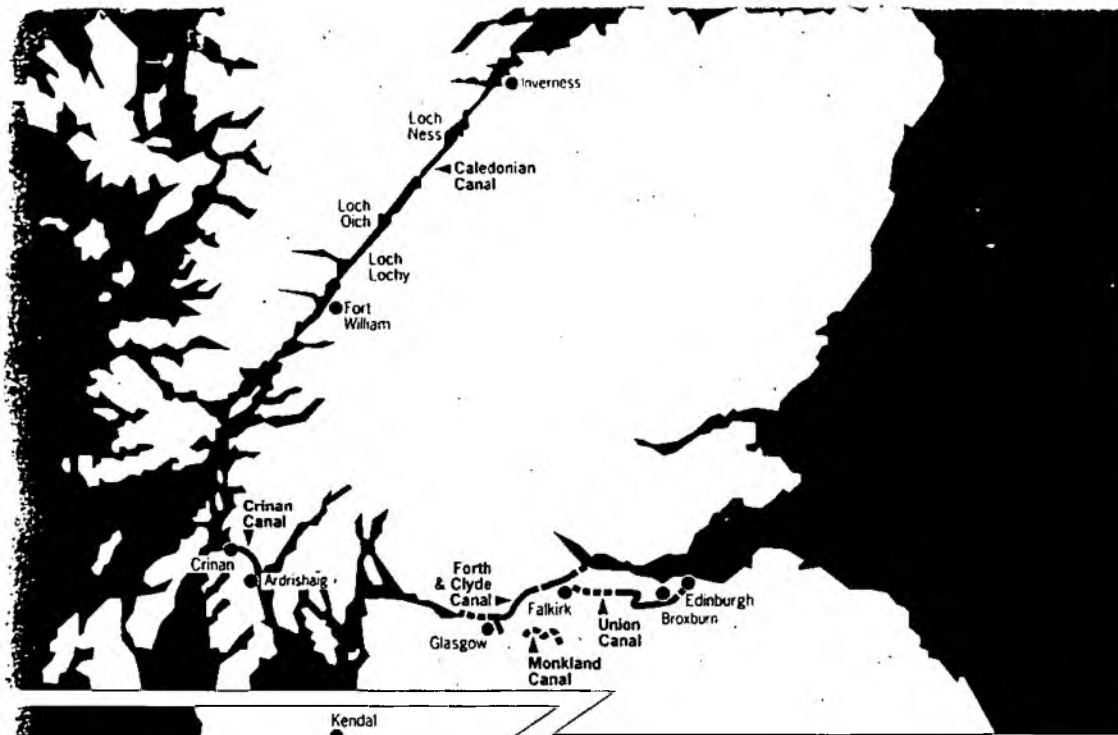 Inverness
Loch
Ness
Caledonian
Canal
Loch
Oich
Loch
Lochy
Fort
William
Crinan
Canal
Crinan
Ardrishaig
Forth
& Clyde
Canal
Falkirk
Edinburgh
Broxburn
Union
Canal
Glasgow
Monkland
Canal
Kendal